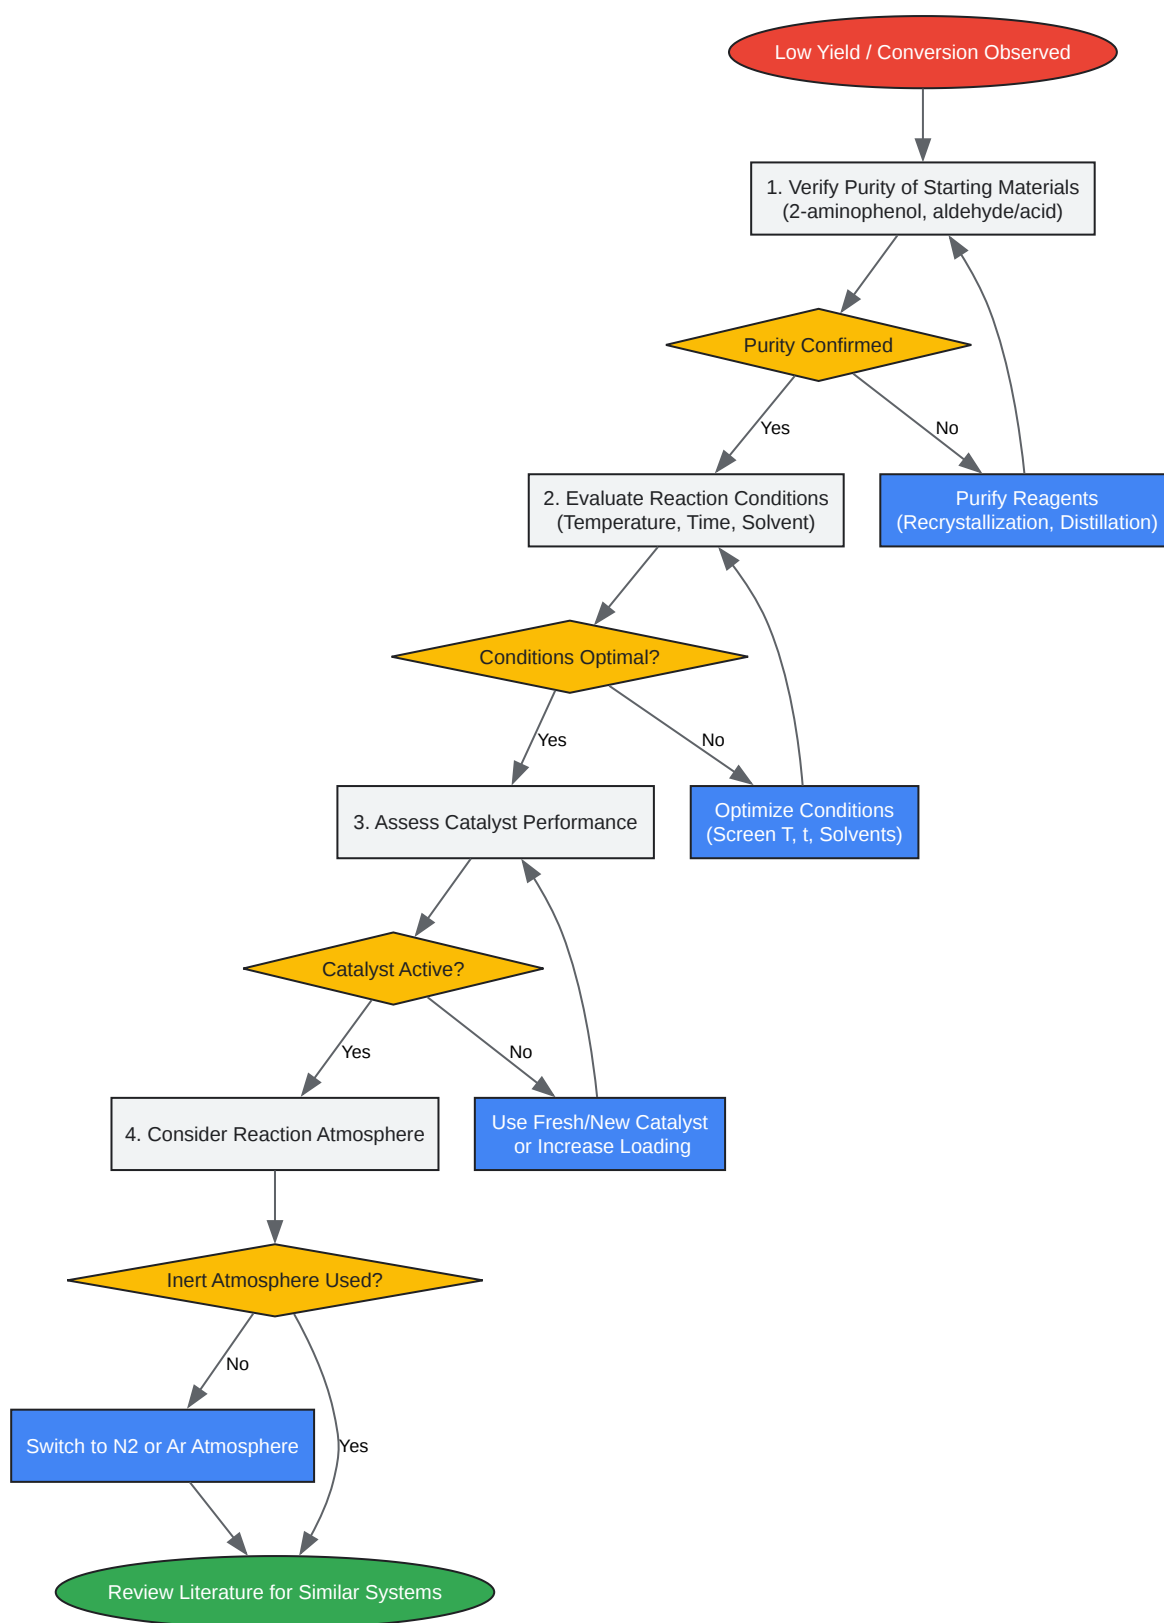 Low Yield / Conversion Observed
1. Verify Purity of Starting Materials
(2-aminophenol, aldehyde/acid)
Purity Confirmed
Yes
No
2. Evaluate Reaction Conditions
(Temperature, Time, Solvent)
Purify Reagents
(Recrystallization, Distillation)
Conditions Optimal?
Yes
No
3. Assess Catalyst Performance
Optimize Conditions
(Screen T, t, Solvents)
Catalyst Active?
Yes
No
4. Consider Reaction Atmosphere
Use Fresh/New Catalyst
or Increase Loading
Inert Atmosphere Used?
No
Switch to N2 or Ar Atmosphere
Yes
Review Literature for Similar Systems